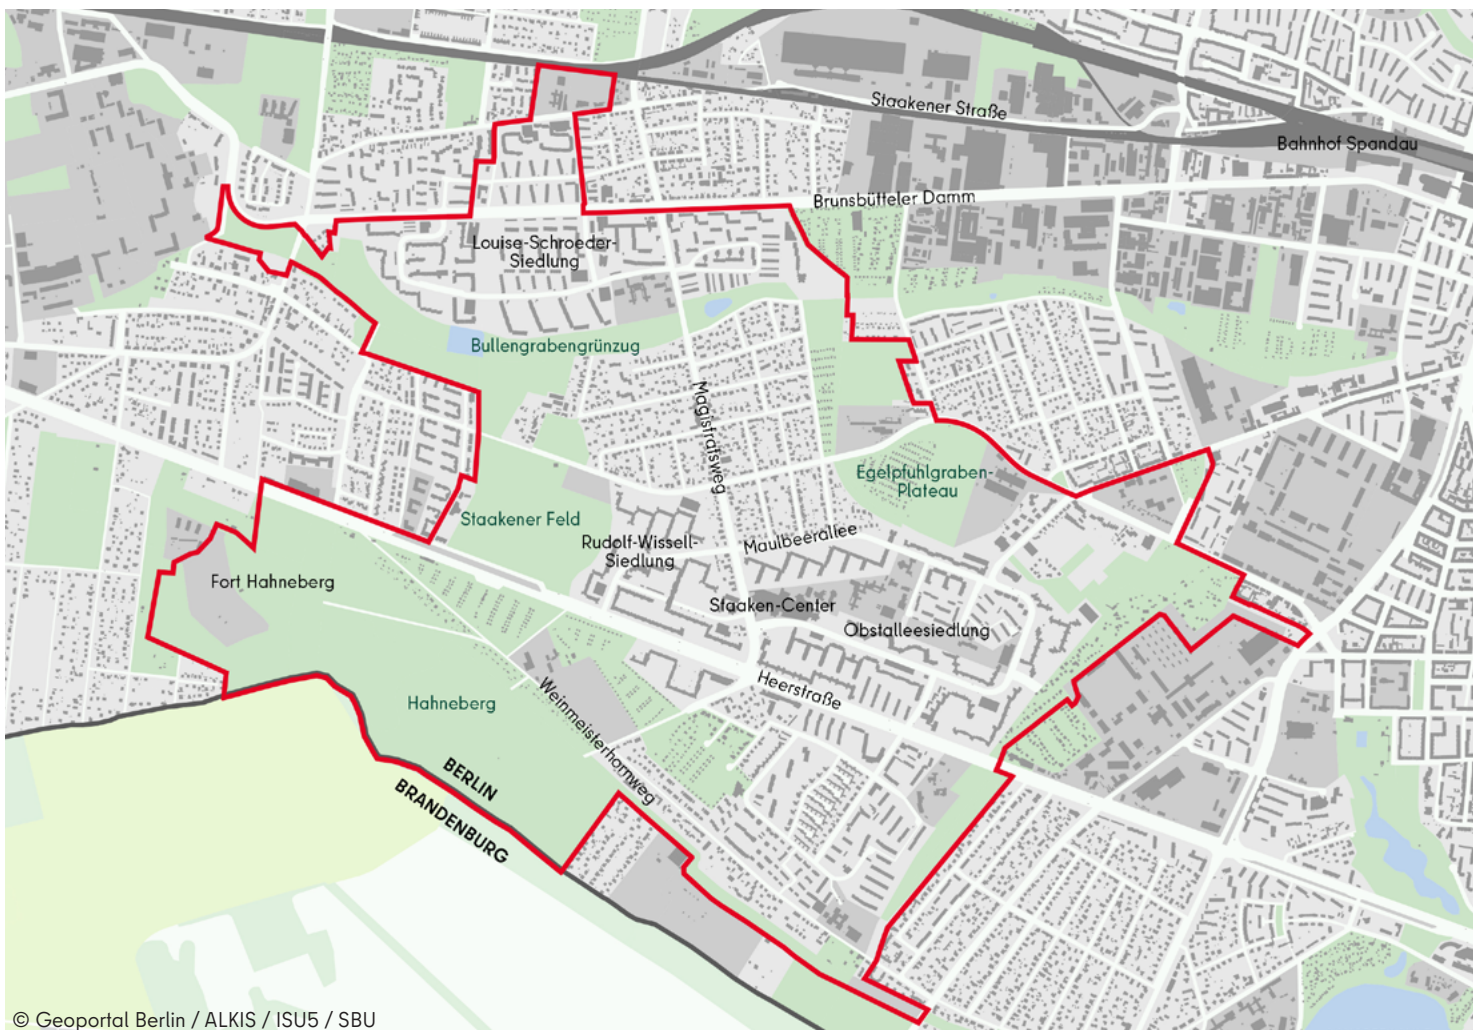 Staakener Straße
Bahnhof Spandau
Brunsbütteler Damm
Louise-Schroeder-
Siedlung
Bullengrabengrünzug
Magistratsweg
Egelpfuhlgraben-
Plateau
Staakener Feld
Rudolf-Wissell-
Siedlung
Maulbeerallee
Fort Hahneberg
Staaken-Center
Obstalleesiedlung
Heerstraße
Hahneberg
Weinmeisterhornweg
BERLIN
BRANDENBURG
© Geoportal Berlin / ALKIS / ISU5 / SBU